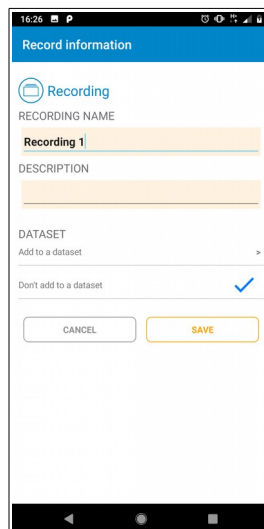 16:26
Record information
Recording
RECORDING NAME
Recording 1
DESCRIPTION
DATASET
Add to a dataset >
Don't add to a dataset
CANCEL SAVE